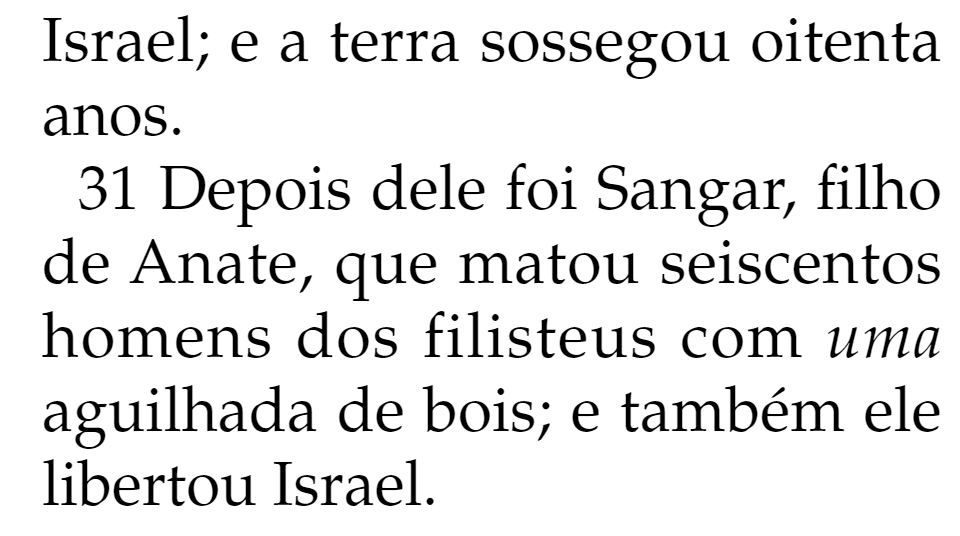 Israel; e a terra sossegou oitenta
anos.
31 Depois dele foi Sangar, filho
de Anate, que matou seiscentos
homens dos filisteus com uma
aguilhada de bois; e também ele
libertou Israel.